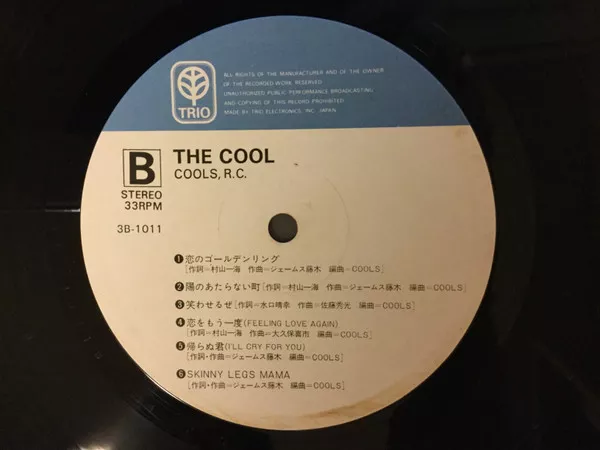 TRIO
ALL RIGHTS OF THE MANUFACTURER AND OF THE OWNER
OF THE RECORDED WORK RESERVED
UNAUTHORIZED PUBLIC PERFORMANCE BROADCASTING
AND COPYING OF THIS RECORD PROHIBITED
MADE BY TRIO ELECTRONICS, INC. JAPAN
B
STEREO
33RPM
THE COOL
COOLS, R.C.
3B-1011
❶恋のゴールデンリング
[作詞=村山一海 作曲=ジェームス藤木 編曲=COOLS]
❷陽のあたらない町[作詞=村山一海 作曲=ジェームス藤木 編曲=COOLS]
❸笑わせるぜ[作詞=水口晴幸 作曲=佐藤秀光 編曲=COOLS]
❹恋をもう一度(FEELING LOVE AGAIN)
[作詞=村山一海 作曲=大久保喜市 編曲=COOLS]
❺帰らぬ君(I'LL CRY FOR YOU)
[作詞・作曲=ジェームス藤木 編曲=COOLS]
❻SKINNY LEGS MAMA
[作詞・作曲=ジェームス藤木 編曲=COOLS]